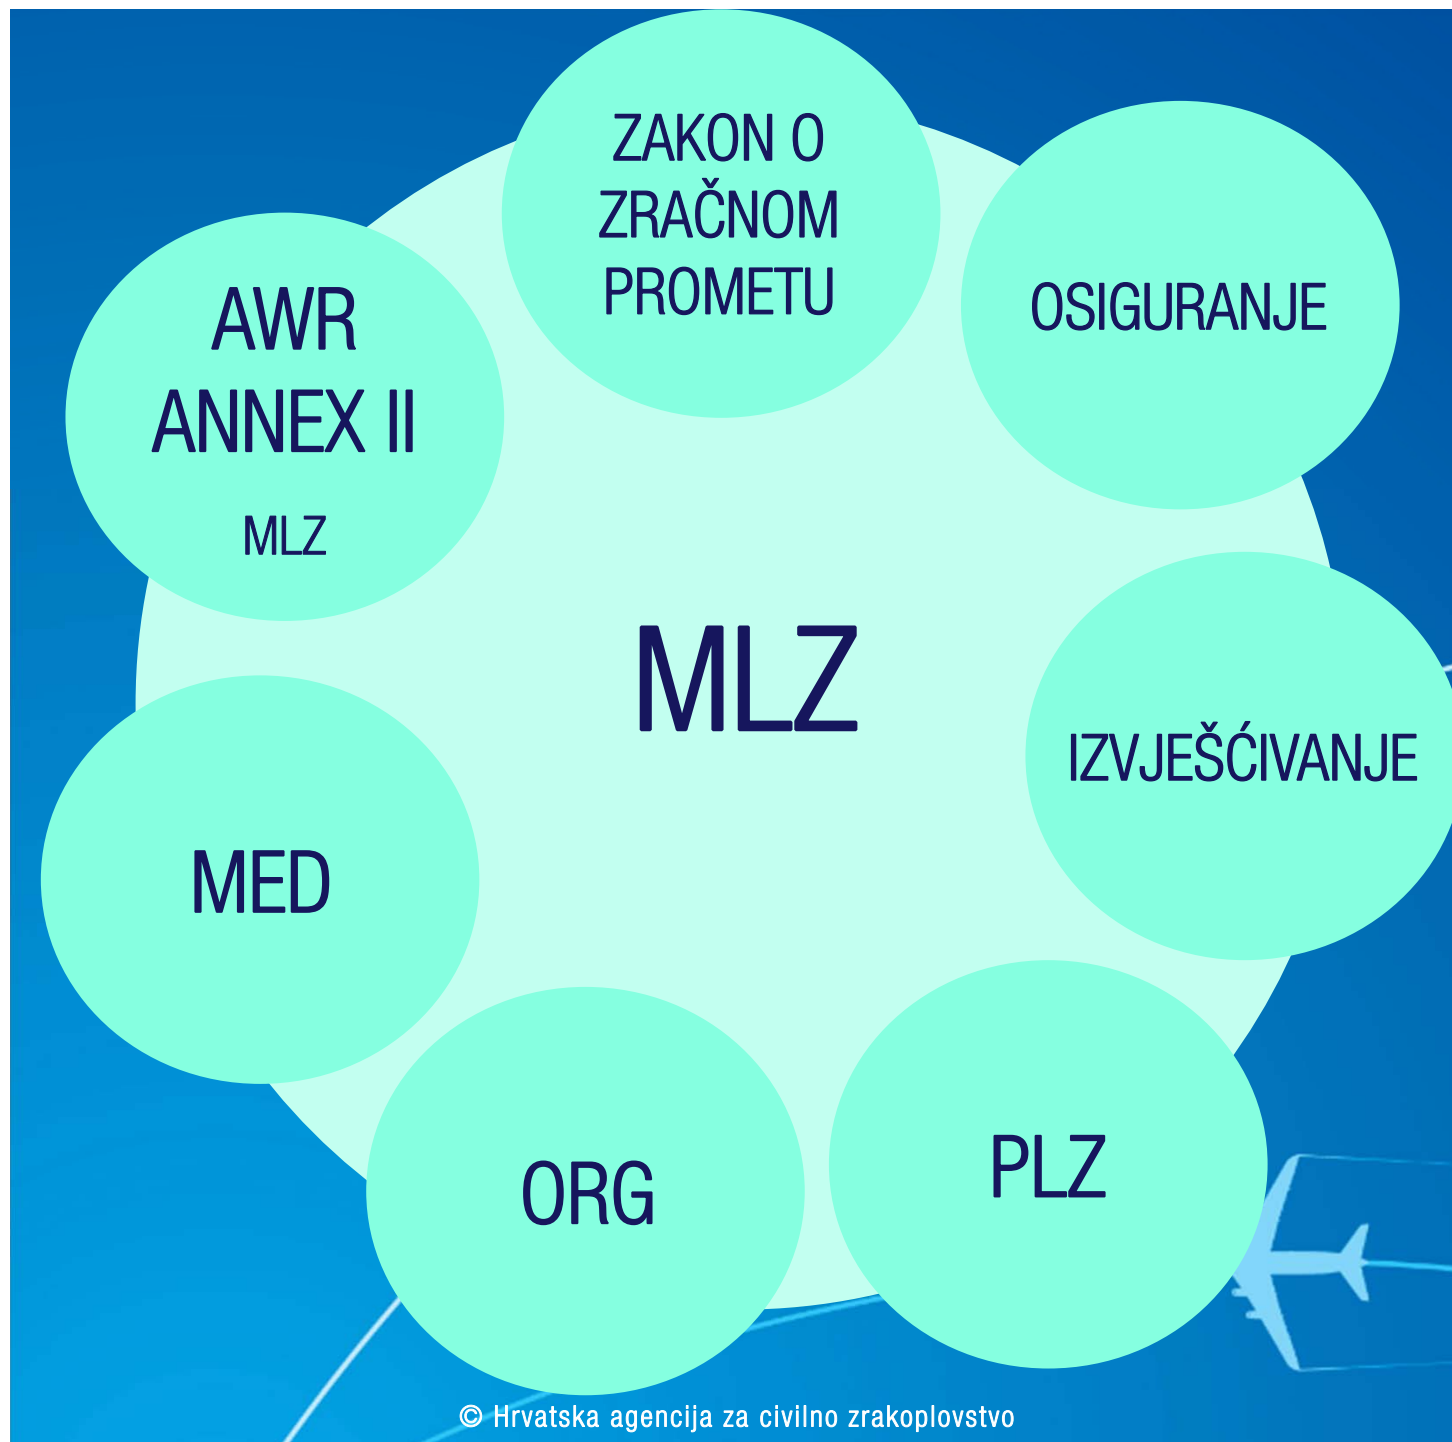 ZAKON O
ZRAČNOM
PROMETU
OSIGURANJE
AWR
ANNEX II
MLZ
MLZ
IZVJEŠĆIVANJE
MED
PLZ
ORG
© Hrvatska agencija za civilno zrakoplovstvo